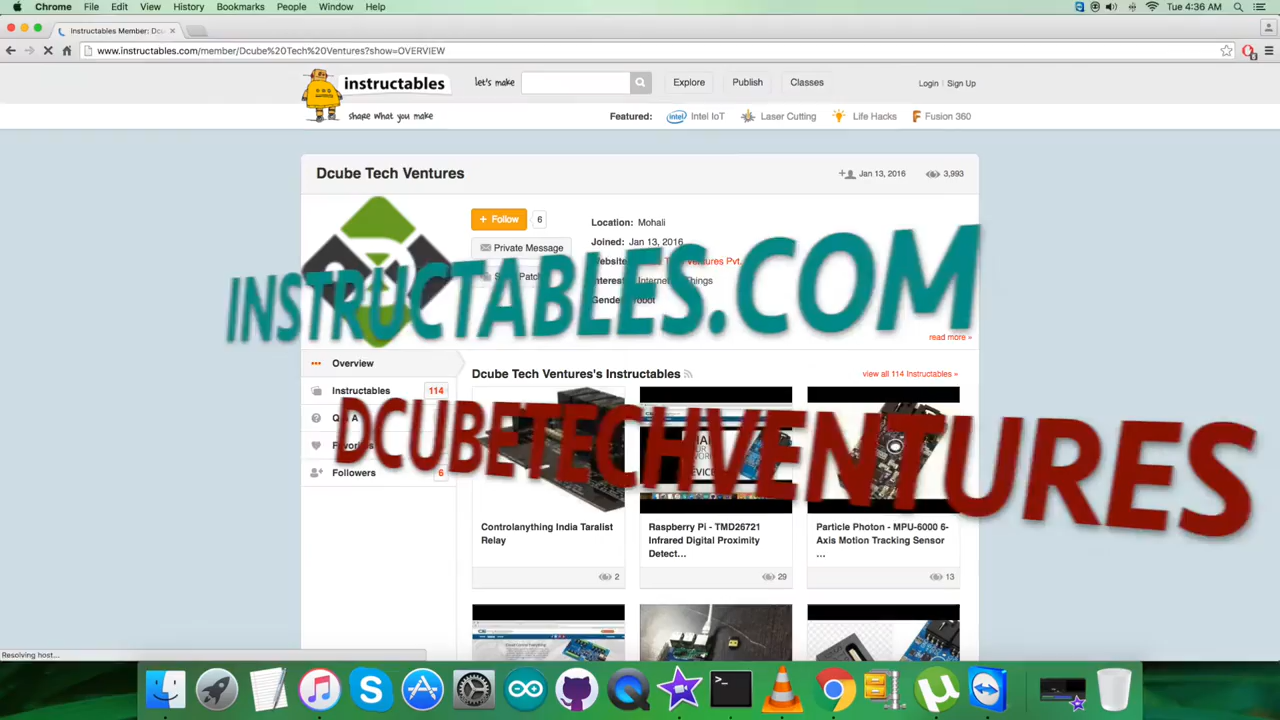 Chrome File Edit View History Bookmarks People Window Help Tue 4:36 AM
Instructables Member: Dcu
www.instructables.com/member/Dcube%20Tech%20Ventures?show=OVERVIEW
instructables
share what you make
let's make
Explore Publish Classes Login | Sign Up
Featured: Intel IoT Laser Cutting Life Hacks Fusion 360
Dcube Tech Ventures Jan 13, 2016 3,993
+ Follow 6
Private Message
Location: Mohali
Joined: Jan 13, 2016
Gender: robot
read more »
INSTRUCTABLES.COM
DCUBETECHVENTURES
Overview
Instructables 114
Q & A
Followers 6
Dcube Tech Ventures's Instructables view all 114 Instructables »
Controlanything India Taralist
Relay
2
Raspberry Pi - TMD26721
Infrared Digital Proximity
Detect...
29
Particle Photon - MPU-6000 6-
Axis Motion Tracking Sensor
...
13
Resolving host...